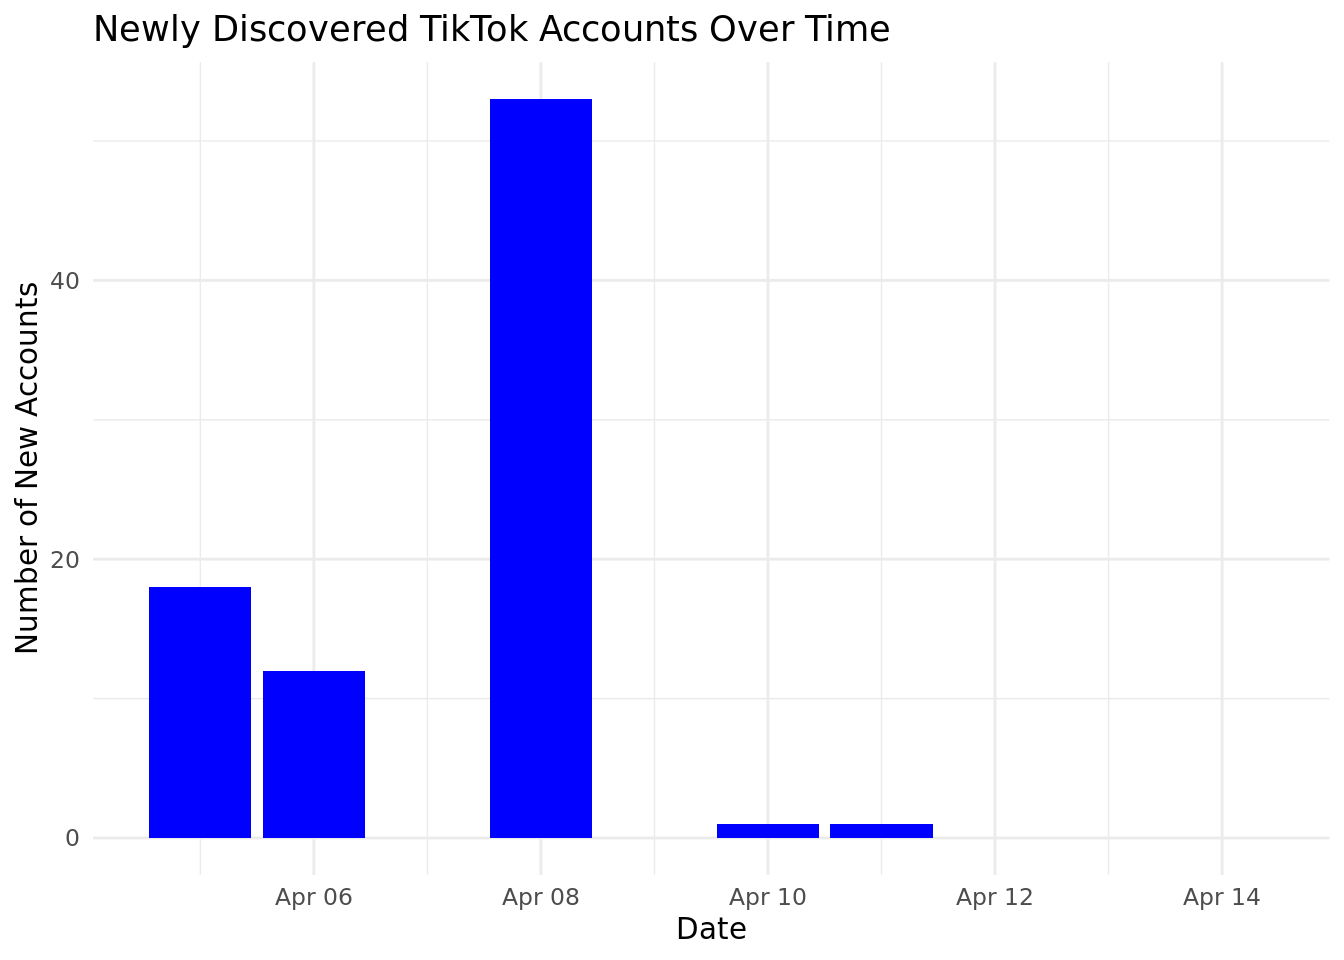 Newly Discovered TikTok Accounts Over Time
Number of New Accounts
40
20
0
Apr 06
Apr 08
Apr 10
Apr 12
Apr 14
Date